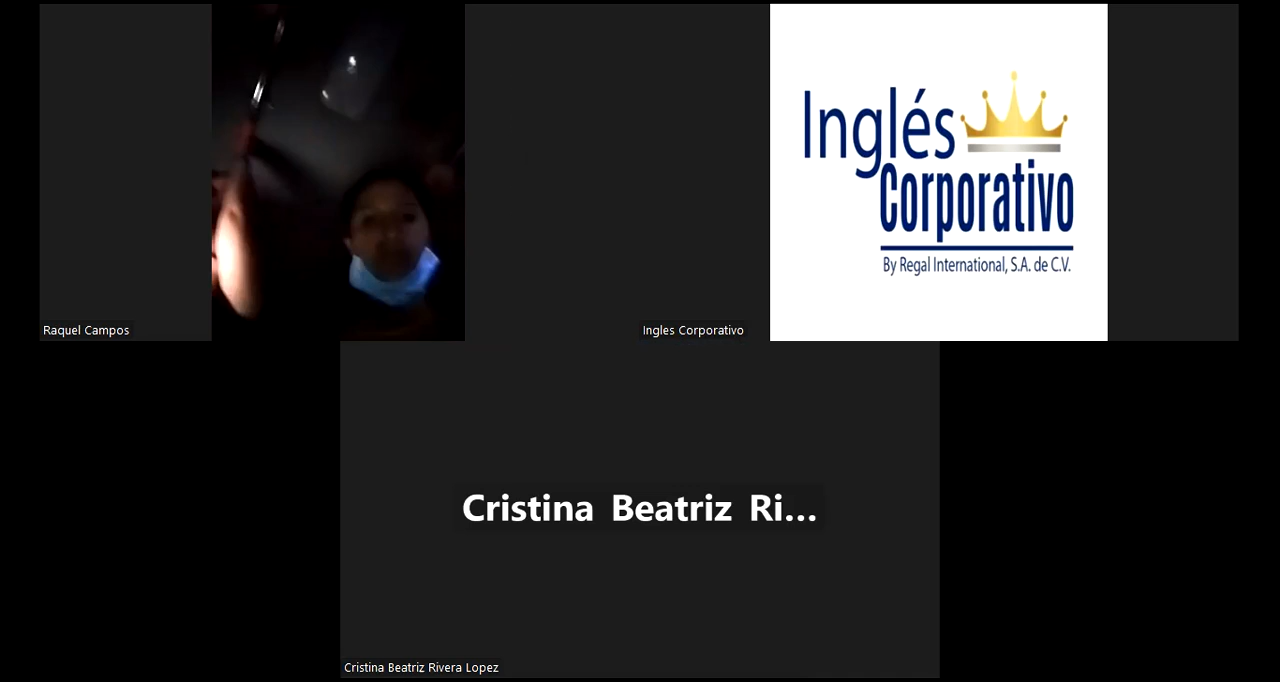 Inglés
Corporativo
By Regal International, S.A. de C.V.
Raquel Campos
Ingles Corporativo
Cristina Beatriz Ri...
Cristina Beatriz Rivera Lopez